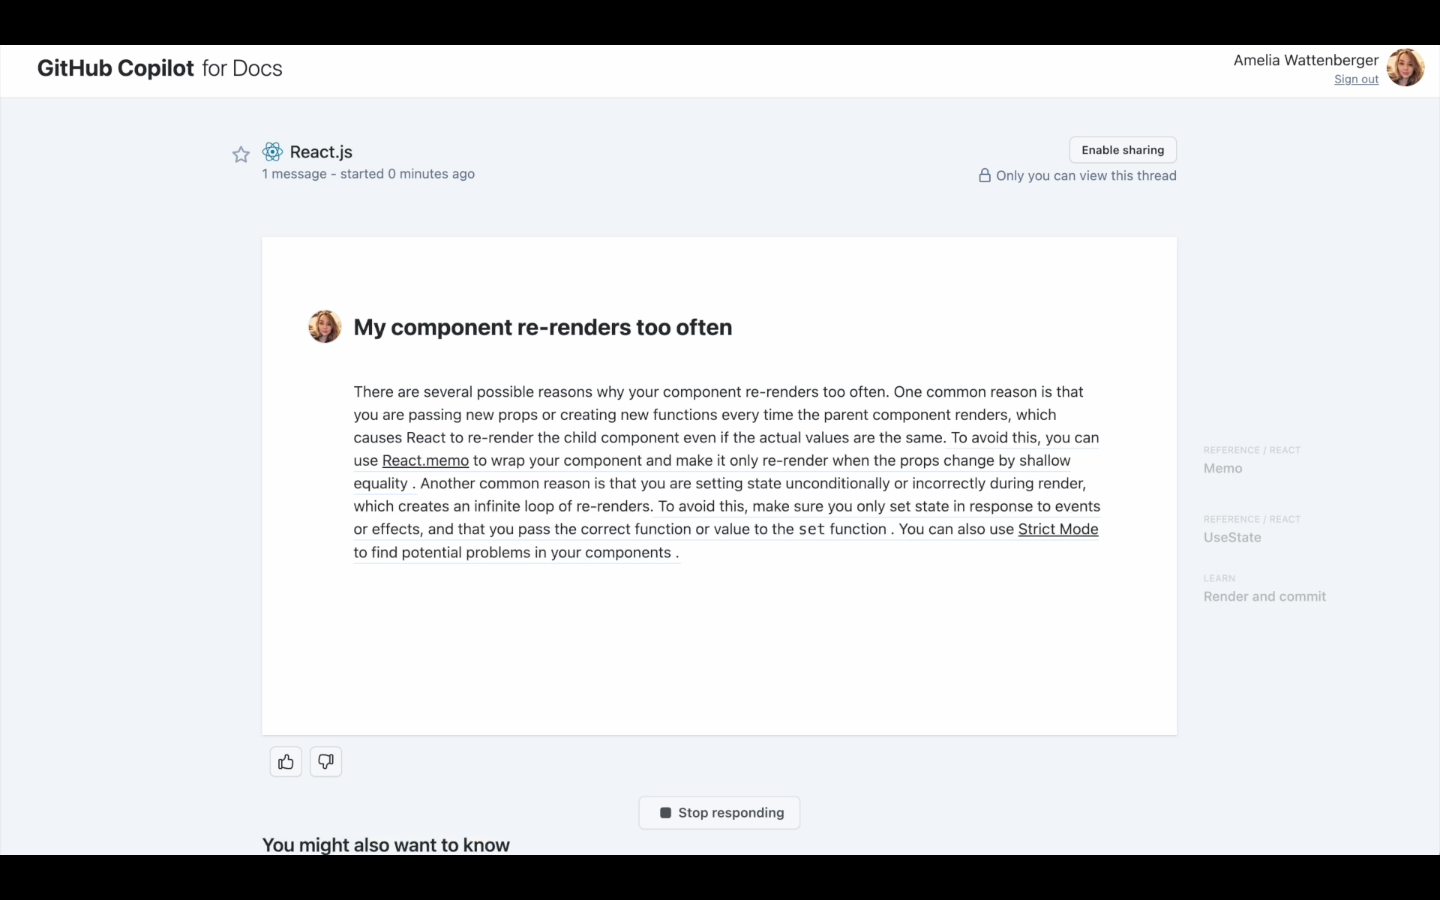 GitHub Copilot for Docs
Amelia Wattenberger
Sign out
React.js
1 message - started 0 minutes ago
Enable sharing
Only you can view this thread
My component re-renders too often
There are several possible reasons why your component re-renders too often. One common reason is that
you are passing new props or creating new functions every time the parent component renders, which
causes React to re-render the child component even if the actual values are the same. To avoid this, you can
use React.memo to wrap your component and make it only re-render when the props change by shallow
equality . Another common reason is that you are setting state unconditionally or incorrectly during render,
which creates an infinite loop of re-renders. To avoid this, make sure you only set state in response to events
or effects, and that you pass the correct function or value to the set function . You can also use Strict Mode
to find potential problems in your components .
REFERENCE / REACT
Memo
REFERENCE / REACT
UseState
LEARN
Render and commit
Stop responding
You might also want to know